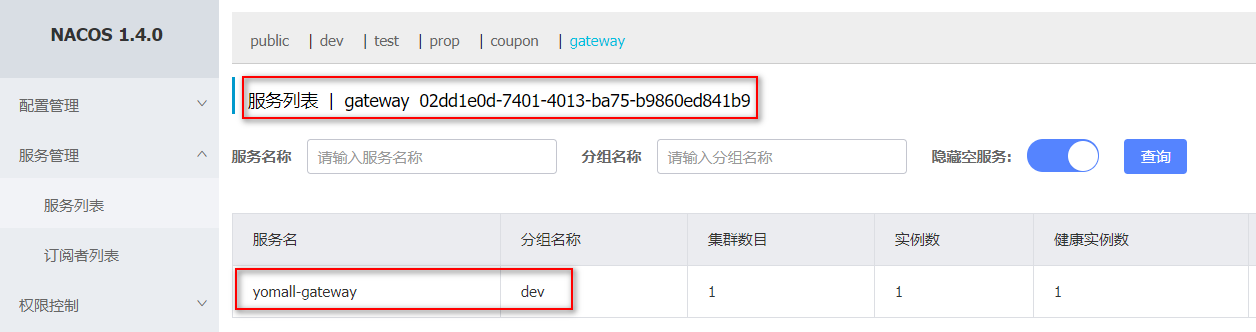 NACOS 1.4.0
public | dev | test | prop | coupon | gateway
配置管理
服务列表 | gateway 02dd1e0d-7401-4013-ba75-b9860ed841b9
服务管理
服务名称 请输入服务名称 分组名称 请输入分组名称 隐藏空服务: 查询
服务列表
订阅者列表
权限控制
服务名 分组名称 集群数目 实例数 健康实例数
yomall-gateway dev 1 1 1